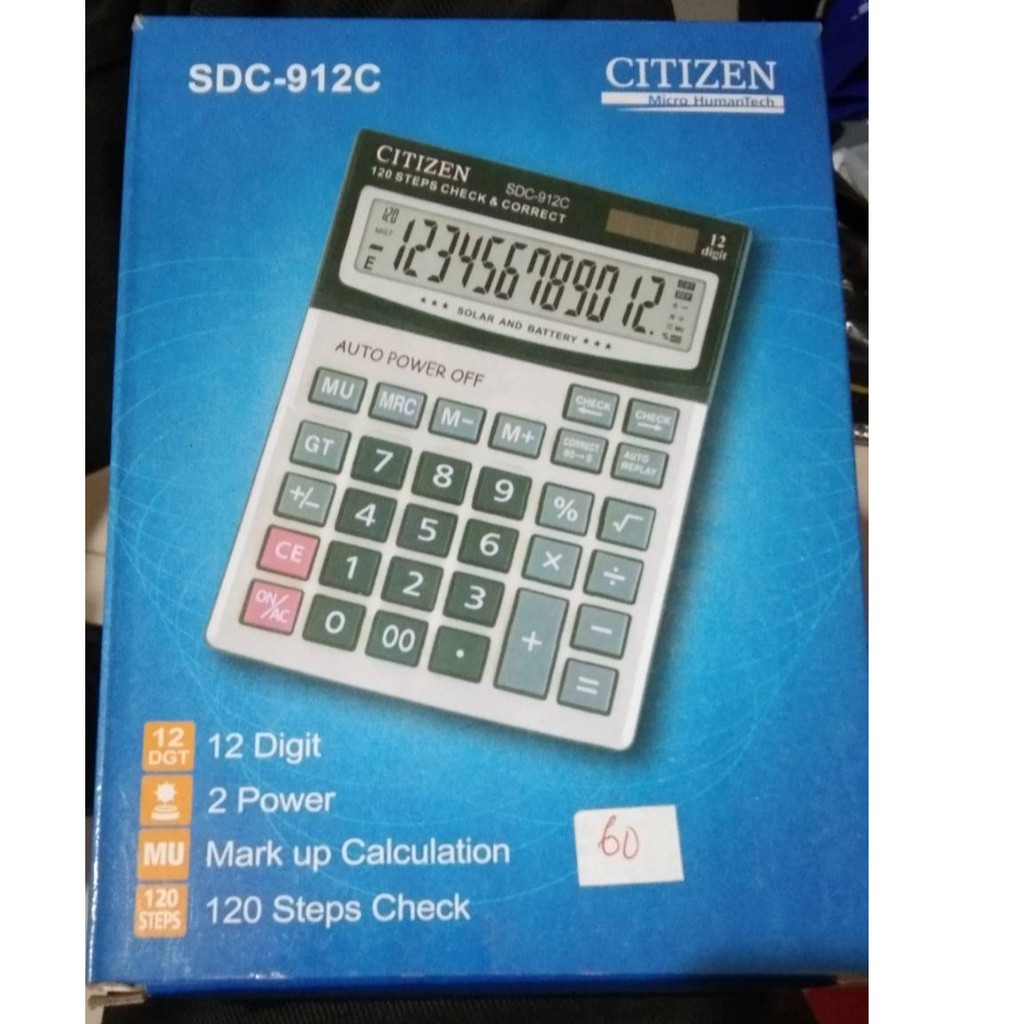 SDC-912C
CITIZEN
Micro HumanTech
CITIZEN
120 STEPS CHECK & CORRECT
SDC-912C
12
digit
120
E
-123456789012.
*** SOLAR AND BATTERY ***
AUTO POWER OFF
MU MRC M- M+ CHECK ← CHECK →
GT 7 8 9 CORRECT 00→0 AUTO REPLAY
+/- 4 5 6 % √
CE 1 2 3 × ÷
ON/AC 0 00 . + −
=
12 DGT 12 Digit
2 Power
MU Mark up Calculation
120 STEPS 120 Steps Check
60